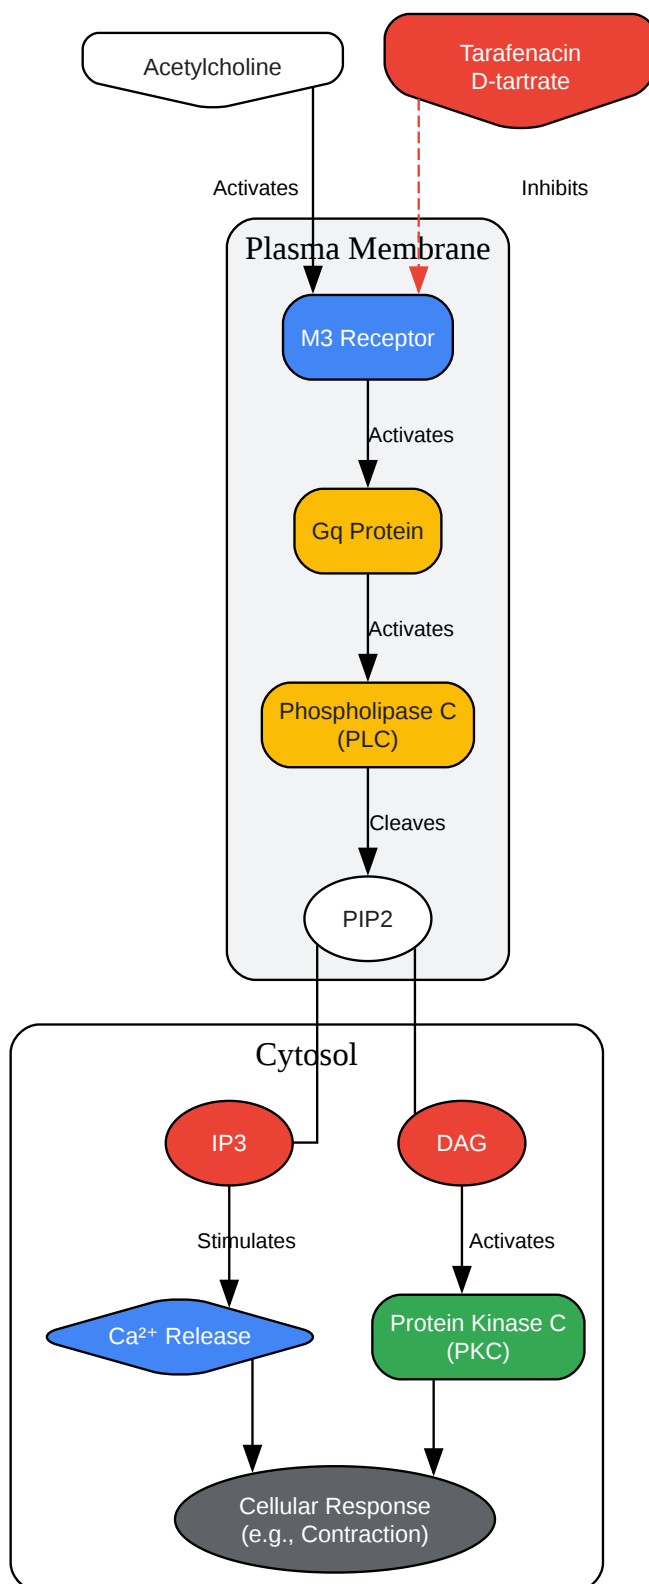 Acetylcholine
Tarafenacin
D-tartrate
Activates
Inhibits
Plasma Membrane
M3 Receptor
Activates
Gq Protein
Activates
Phospholipase C
(PLC)
Cleaves
PIP2
Cytosol
IP3
DAG
Stimulates
Activates
Ca²⁺ Release
Protein Kinase C
(PKC)
Cellular Response
(e.g., Contraction)